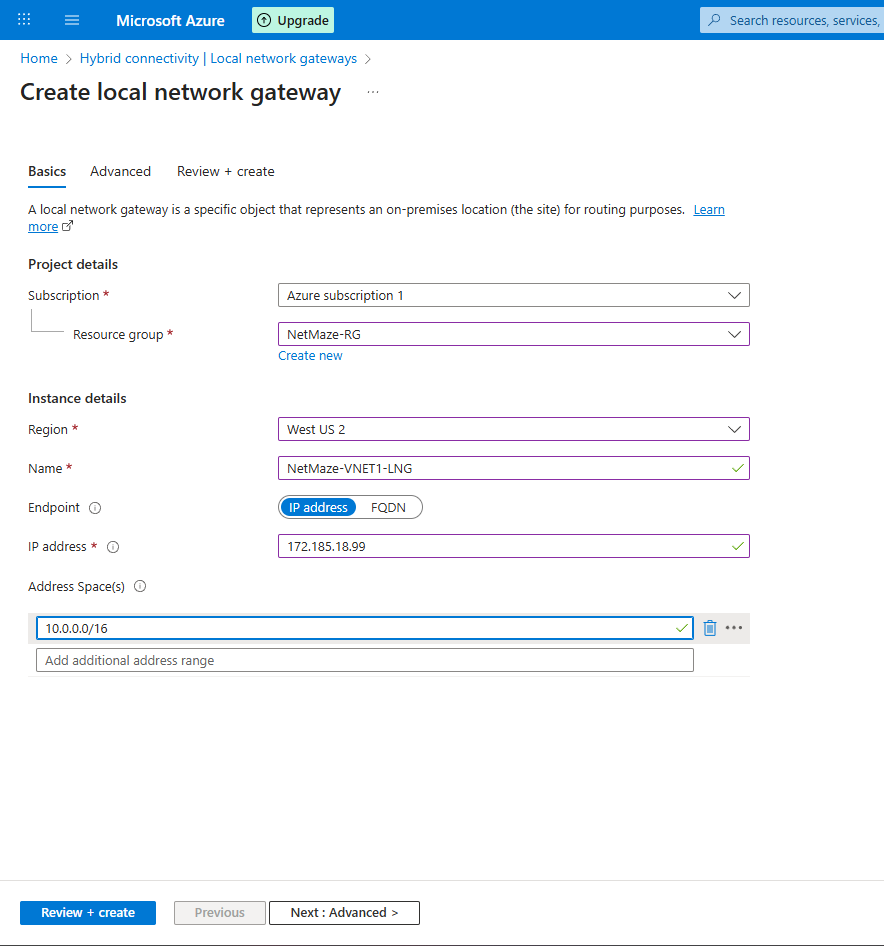 Microsoft Azure
Upgrade
Search resources, services,
Home > Hybrid connectivity | Local network gateways >
Create local network gateway ...
Basics
Advanced
Review + create
A local network gateway is a specific object that represents an on-premises location (the site) for routing purposes. Learn
more
Project details
Subscription *
Azure subscription 1
Resource group *
NetMaze-RG
Create new
Instance details
Region *
West US 2
Name *
NetMaze-VNET1-LNG
Endpoint
IP address
FQDN
IP address *
172.185.18.99
Address Space(s)
10.0.0.0/16
Add additional address range
Review + create
Previous
Next : Advanced >